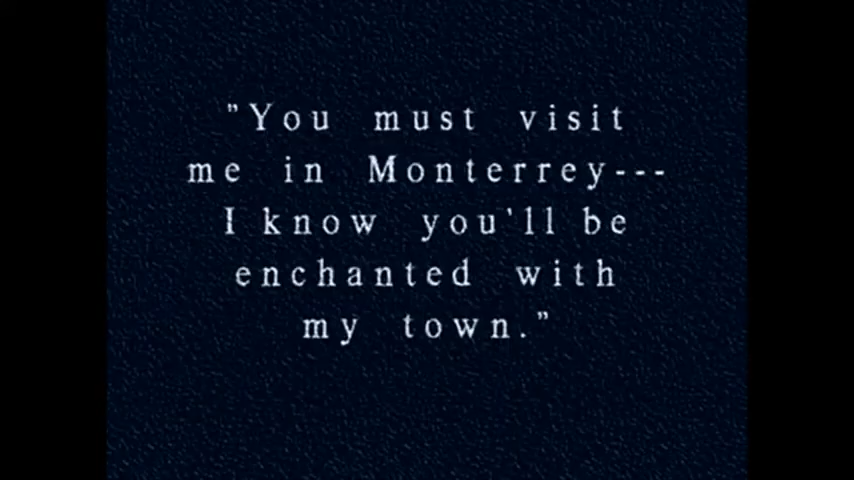 "You must visit
me in Monterrey---
I know you'll be
enchanted with
my town."